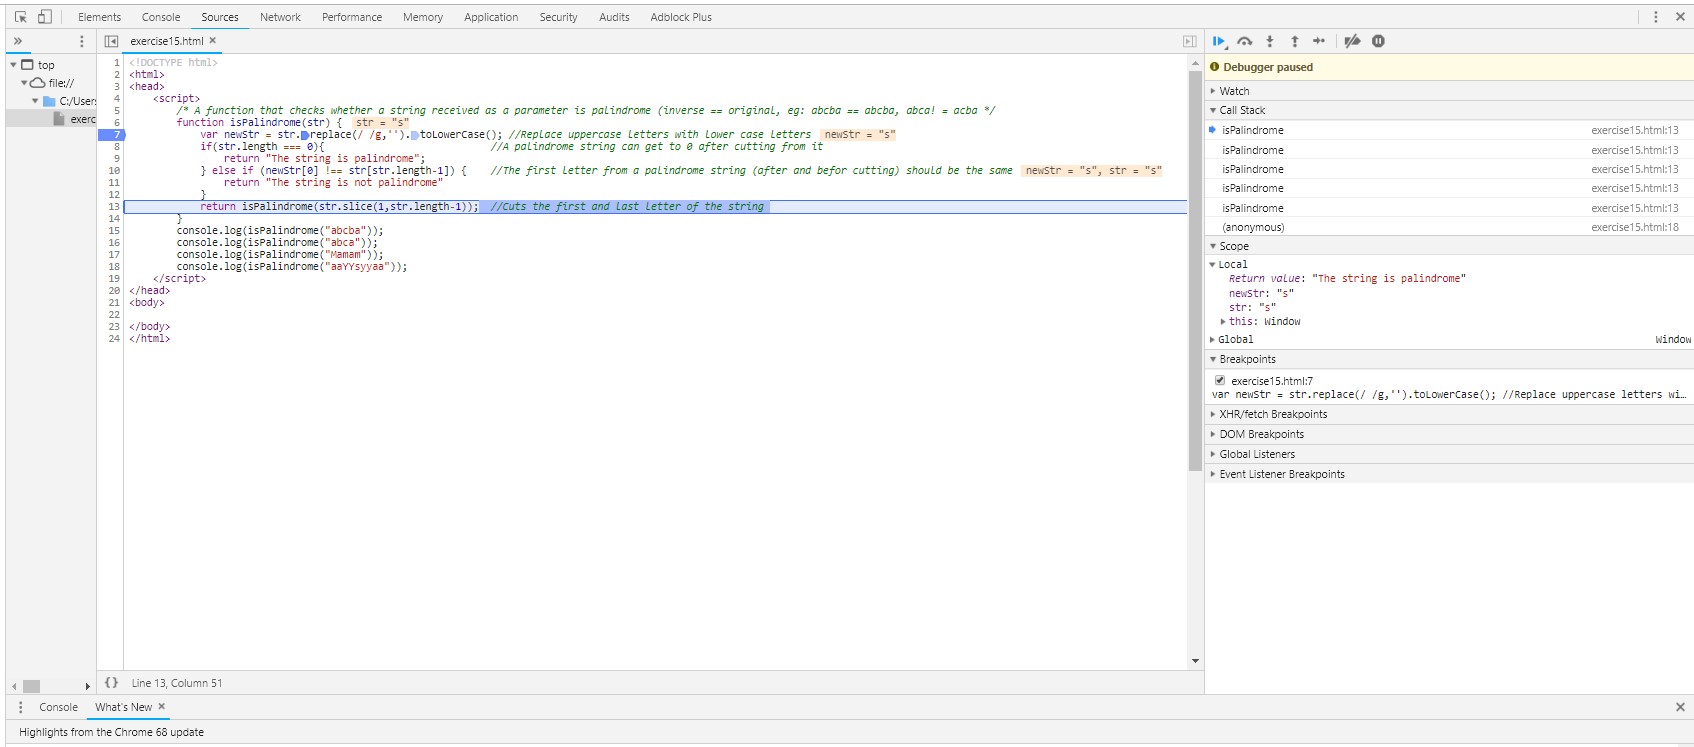 Elements Console Sources Network Performance Memory Application Security Audits Adblock Plus
exercise15.html
Debugger paused
top
file://
C:/Users
exerc
1 <!DOCTYPE html>
2 <html>
3 <head>
4 <script>
5 /* A function that checks whether a string received as a parameter is palindrome (inverse == original, eg: abcba == abcba, abca! = acba */
6 function isPalindrome(str) { str = "s"
7 var newStr = str.replace(/ /g,'').toLowerCase(); //Replace uppercase letters with lower case letters newStr = "s"
8 if(str.length === 0){ //A palindrome string can get to 0 after cutting from it
9 return "The string is palindrome";
10 } else if (newStr[0] !== str[str.length-1]) { //The first letter from a palindrome string (after and befor cutting) should be the same newStr = "s", str = "s"
11 return "The string is not palindrome"
12 }
13 return isPalindrome(str.slice(1,str.length-1)); //Cuts the first and last letter of the string
14 }
15 console.log(isPalindrome("abcba"));
16 console.log(isPalindrome("abca"));
17 console.log(isPalindrome("Mamam"));
18 console.log(isPalindrome("aaYYsyyaa"));
19 </script>
20 </head>
21 <body>
22
23 </body>
24 </html>
Watch
Call Stack
isPalindrome exercise15.html:13
isPalindrome exercise15.html:13
isPalindrome exercise15.html:13
isPalindrome exercise15.html:13
isPalindrome exercise15.html:13
(anonymous) exercise15.html:18
Scope
Local
Return value: "The string is palindrome"
newStr: "s"
str: "s"
this: Window
Global Window
Breakpoints
exercise15.html:7
var newStr = str.replace(/ /g,'').toLowerCase(); //Replace uppercase letters wi…
XHR/fetch Breakpoints
DOM Breakpoints
Global Listeners
Event Listener Breakpoints
{ } Line 13, Column 51
Console What's New
Highlights from the Chrome 68 update